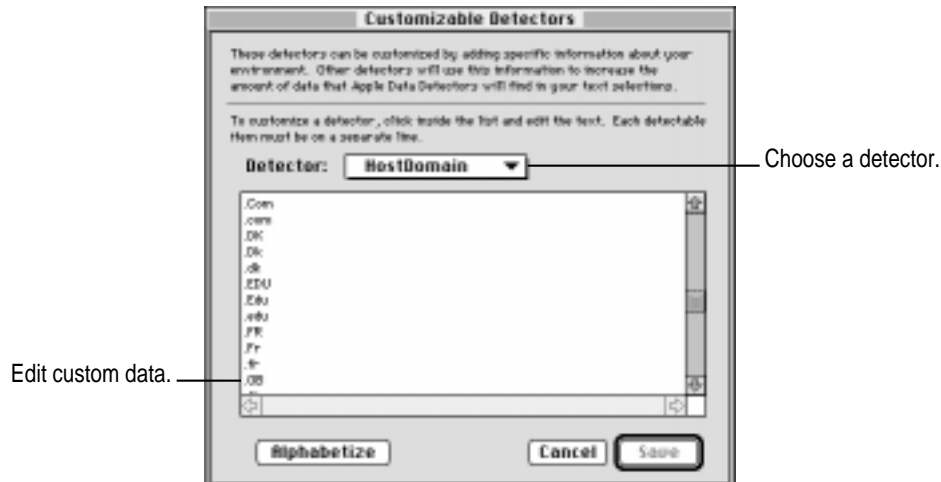 Customizable Detectors
These detectors can be customized by adding specific information about your
environment. Other detectors will use this information to increase the
amount of data that Apple Data Detectors will find in your text selections.
To customize a detector, click inside the list and edit the text. Each detectable
item must be on a separate line.
Detector: HostDomain
Choose a detector.
.Com
.com
.DK
.Dk
.dk
.EDU
.Edu
.edu
.FR
.Fr
.fr
.GB
Edit custom data.
Alphabetize Cancel Save